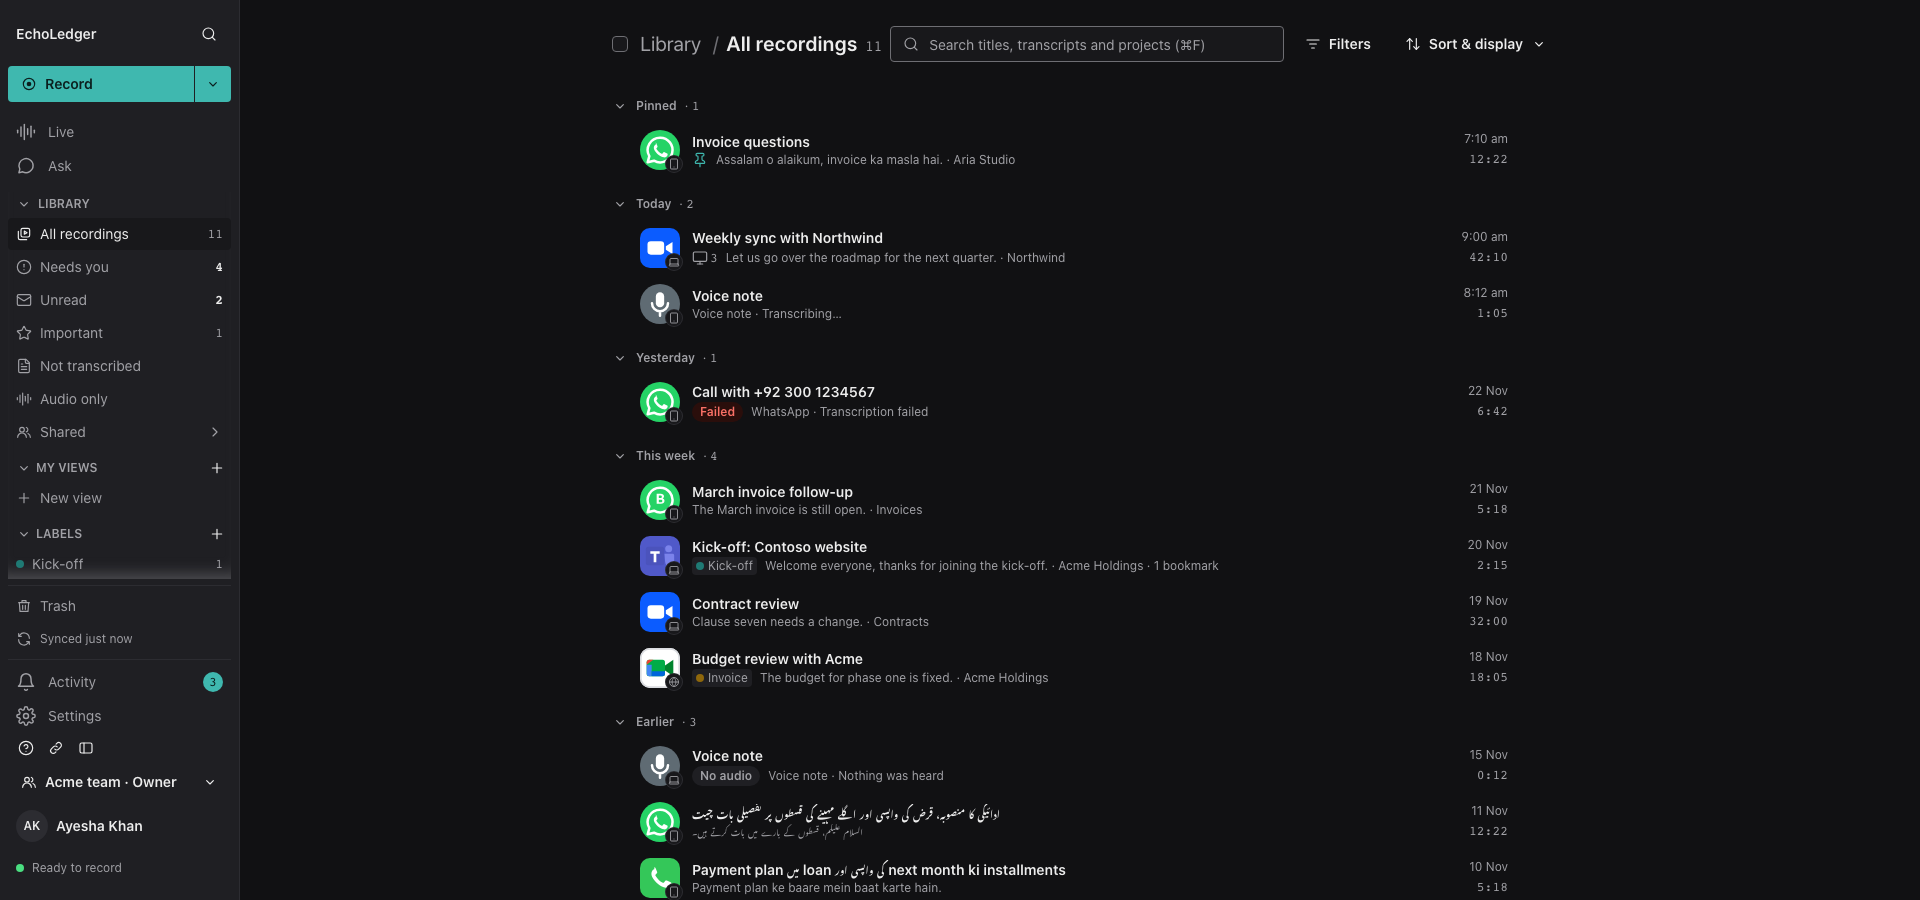 EchoLedger
Record
Live
Ask
LIBRARY
All recordings 11
Needs you 4
Unread 2
Important 1
Not transcribed
Audio only
Shared
MY VIEWS
New view
LABELS
Kick-off 1
Trash
Synced just now
Activity 3
Settings
Acme team · Owner
AK Ayesha Khan
Ready to record
Library / All recordings 11
Search titles, transcripts and projects (⌘F)
Filters
Sort & display
Pinned · 1
Invoice questions 7:10 am
Assalam o alaikum, invoice ka masla hai. · Aria Studio 12:22
Today · 2
Weekly sync with Northwind 9:00 am
3 Let us go over the roadmap for the next quarter. · Northwind 42:10
Voice note 8:12 am
Voice note · Transcribing… 1:05
Yesterday · 1
Call with +92 300 1234567 22 Nov
Failed WhatsApp · Transcription failed 6:42
This week · 4
B
March invoice follow-up 21 Nov
The March invoice is still open. · Invoices 5:18
T
Kick-off: Contoso website 20 Nov
Kick-off Welcome everyone, thanks for joining the kick-off. · Acme Holdings · 1 bookmark 2:15
Contract review 19 Nov
Clause seven needs a change. · Contracts 32:00
Budget review with Acme 18 Nov
Invoice The budget for phase one is fixed. · Acme Holdings 18:05
Earlier · 3
Voice note 15 Nov
No audio Voice note · Nothing was heard 0:12
ادائیگی کا منصوبہ، قرض کی واپسی اور اگلے مہینے کی قسطوں پر تفصیلی بات چیت 11 Nov
السلام علیکم، قسطوں کے بارے میں بات کرتے ہیں۔ 12:22
Payment plan میں loan کی واپسی اور next month ki installments 10 Nov
Payment plan ke baare mein baat karte hain. 5:18